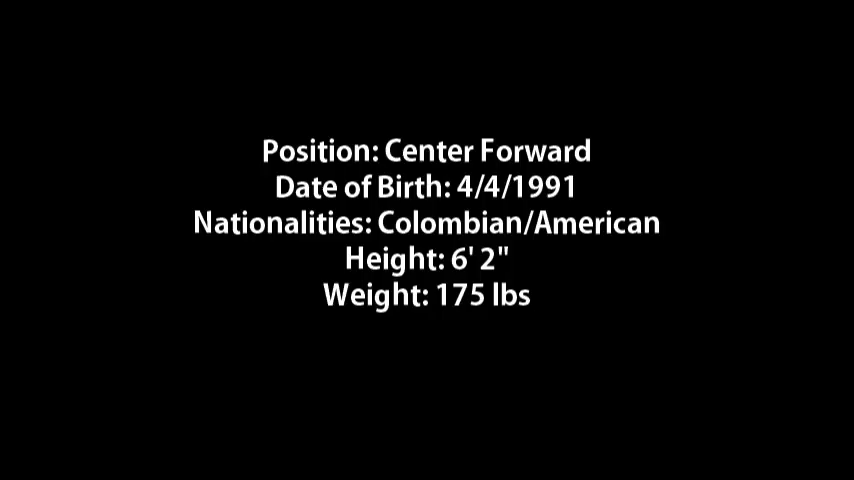 Position: Center Forward
Date of Birth: 4/4/1991
Nationalities: Colombian/American
Height: 6' 2"
Weight: 175 lbs